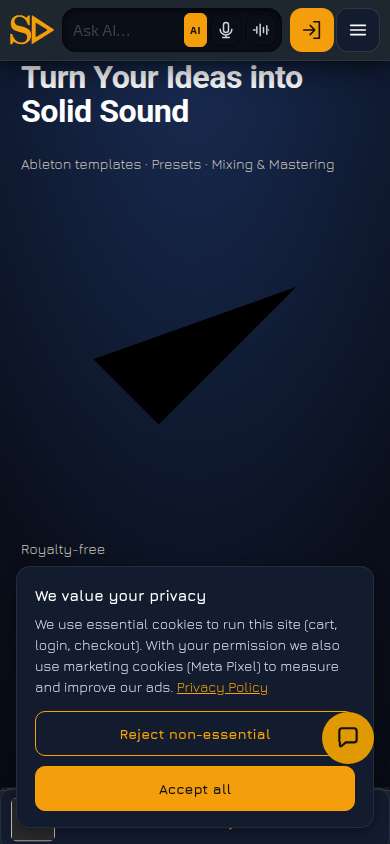 SD
Ask AI...
AI
Turn Your Ideas into
Solid Sound
Ableton templates · Presets · Mixing & Mastering
Royalty-free
We value your privacy
We use essential cookies to run this site (cart,
login, checkout). With your permission we also
use marketing cookies (Meta Pixel) to measure
and improve our ads. Privacy Policy
Reject non-essential
Accept all